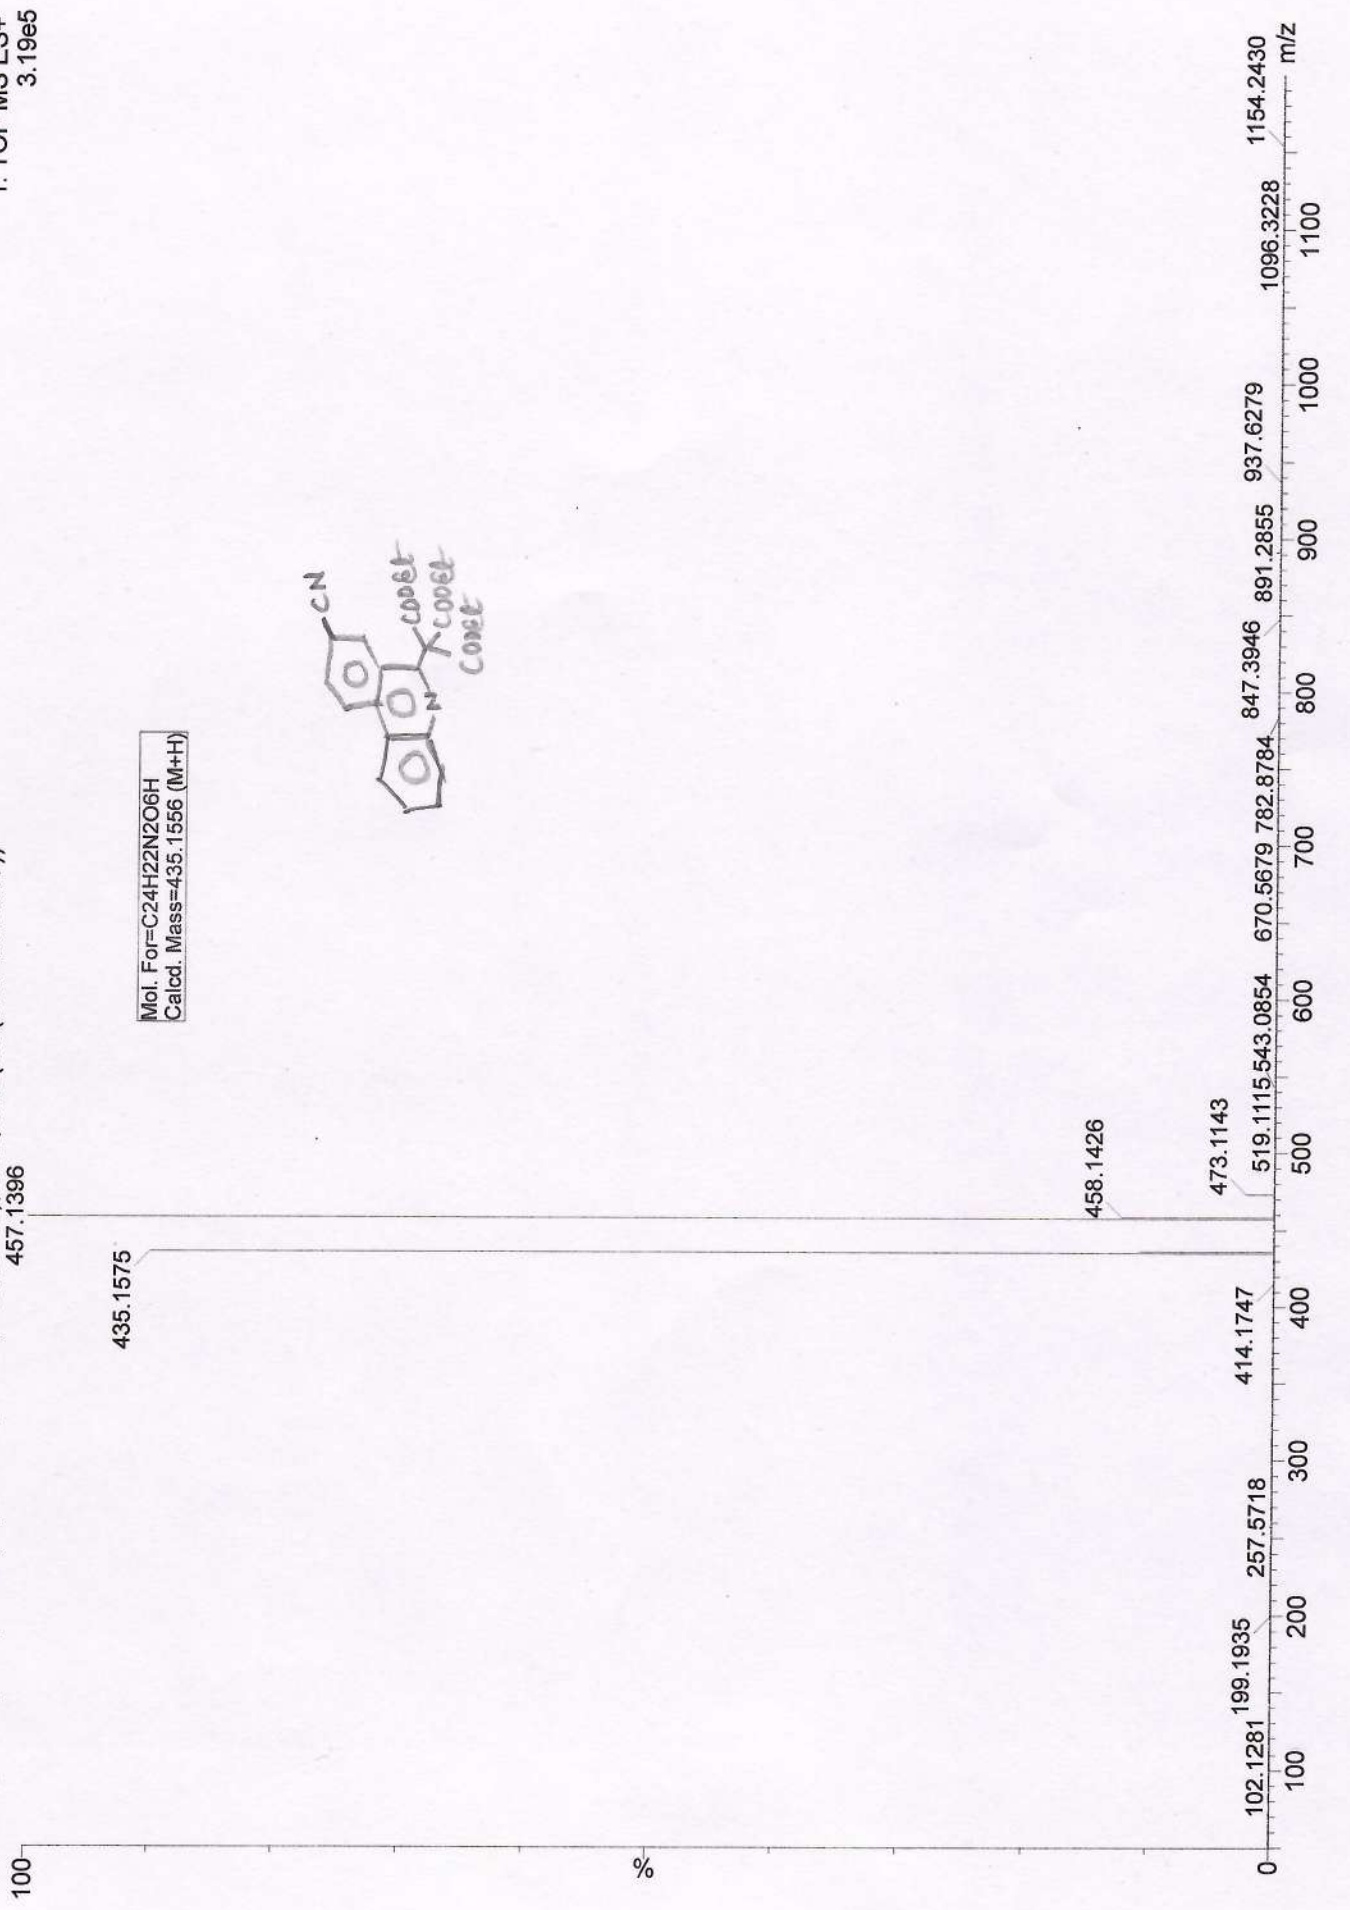 3.19e5
457.1396
100
435.1575
Mol. For=C24H22N2O6H
Calcd. Mass=435.1556 (M+H)
CN
COOEt
COOEt
COOEt
N
%
458.1426
473.1143
0
102.1281 199.1935 257.5718 414.1747 519.1115 543.0854 670.5679 782.8784 847.3946 891.2855 937.6279 1096.3228 1154.2430
100 200 300 400 500 600 700 800 900 1000 1100
m/z